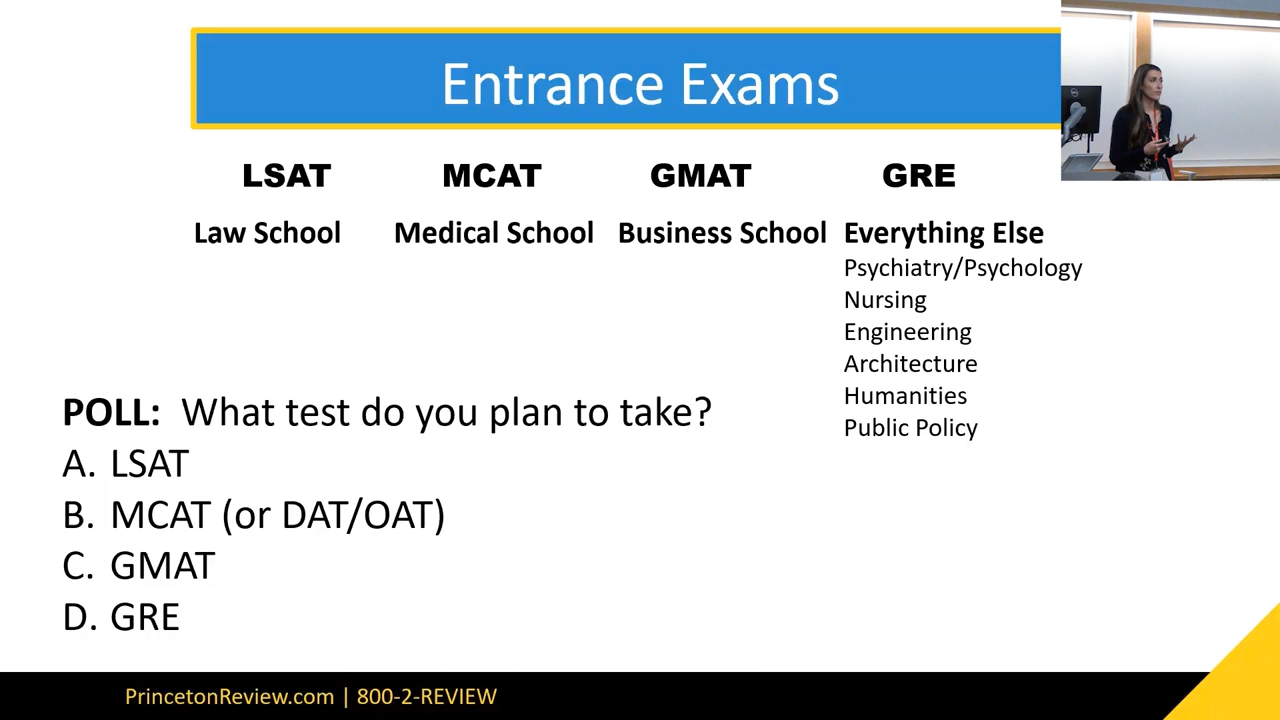 Entrance Exams
LSAT MCAT GMAT GRE
Law School Medical School Business School Everything Else
Psychiatry/Psychology
Nursing
Engineering
Architecture
Humanities
Public Policy
POLL: What test do you plan to take?
A. LSAT
B. MCAT (or DAT/OAT)
C. GMAT
D. GRE
PrincetonReview.com | 800-2-REVIEW